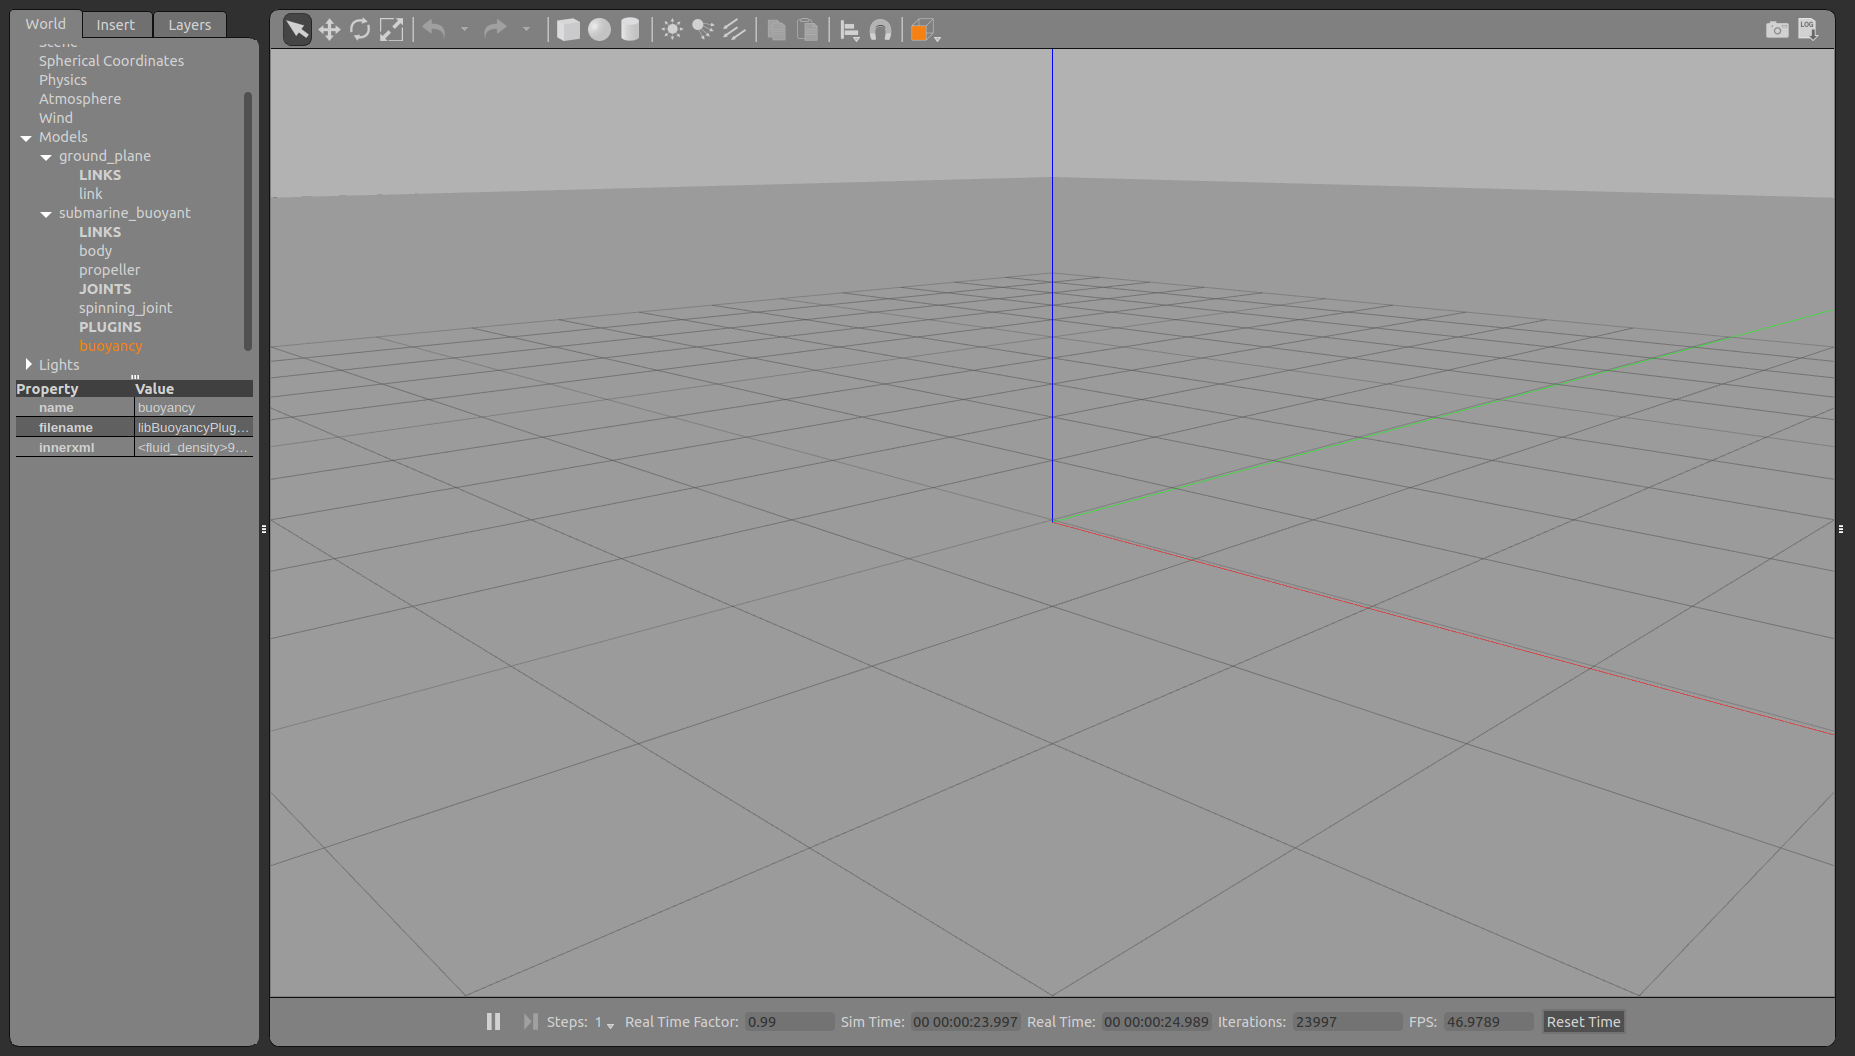 World Insert Layers
Scene
Spherical Coordinates
Physics
Atmosphere
Wind
Models
ground_plane
LINKS
link
submarine_buoyant
LINKS
body
propeller
JOINTS
spinning_joint
PLUGINS
buoyancy
Lights
Property Value
name buoyancy
filename libBuoyancyPlug...
innerxml <fluid_density>9...
LOG
Steps: 1 Real Time Factor: 0.99 Sim Time: 00 00:00:23.997 Real Time: 00 00:00:24.989 Iterations: 23997 FPS: 46.9789 Reset Time